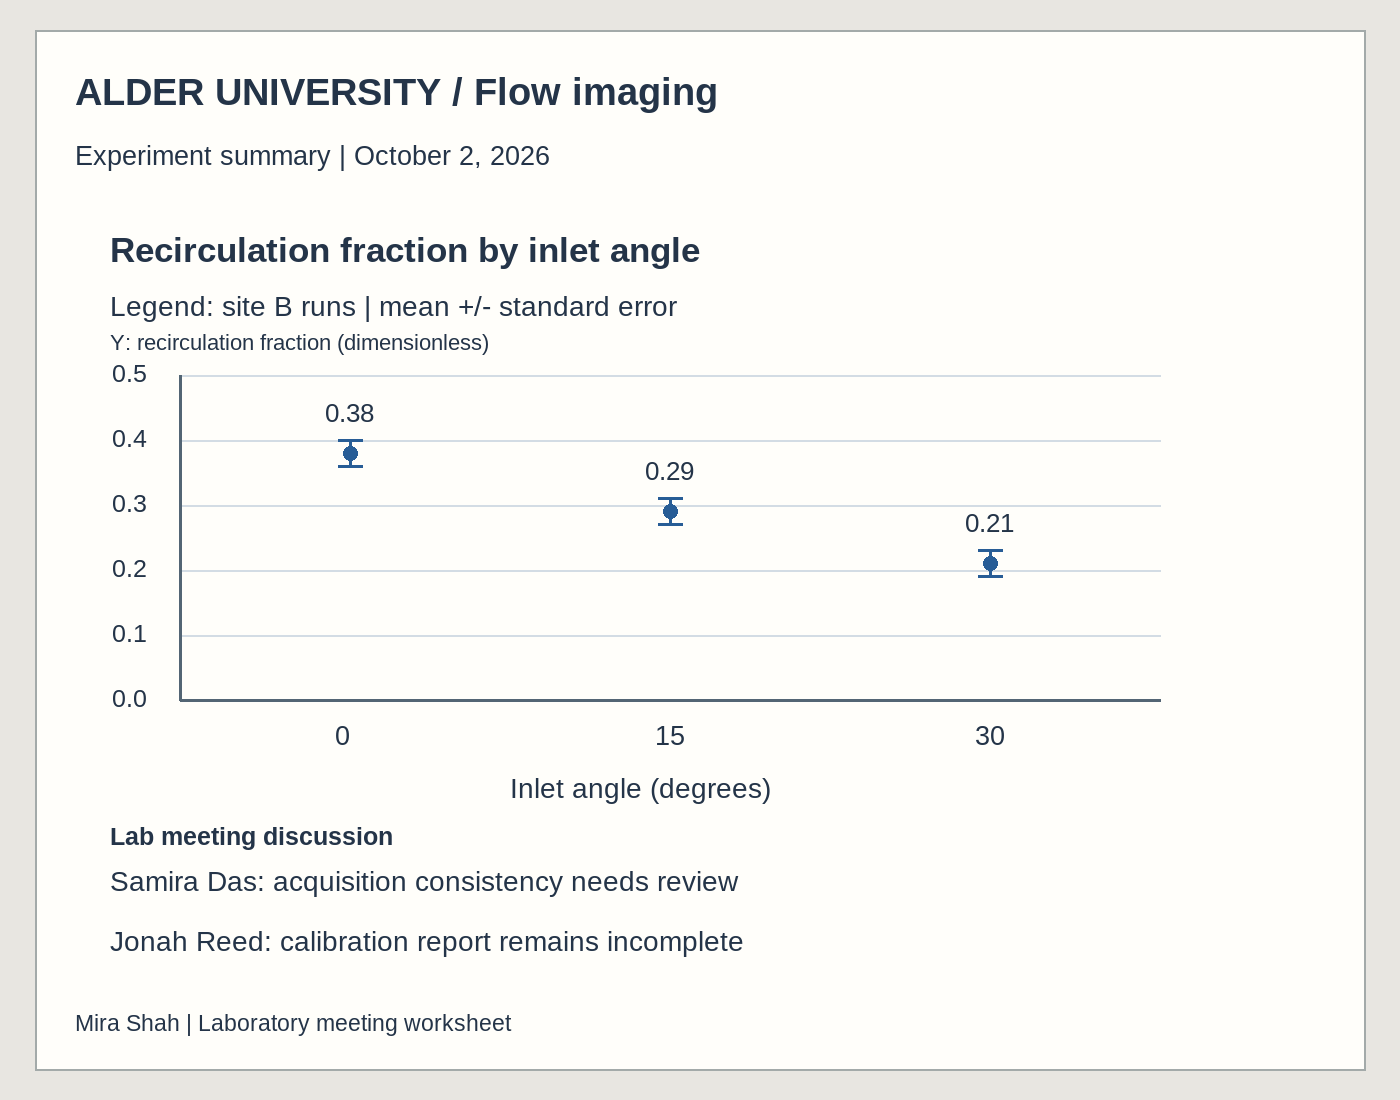 ALDER UNIVERSITY / Flow imaging
Experiment summary | October 2, 2026
Recirculation fraction by inlet angle
Legend: site B runs | mean +/- standard error
Y: recirculation fraction (dimensionless)
0.5
0.38
0.4
0.29
0.3
0.21
0.2
0.1
0.0
0 15 30
Inlet angle (degrees)
Lab meeting discussion
Samira Das: acquisition consistency needs review
Jonah Reed: calibration report remains incomplete
Mira Shah | Laboratory meeting worksheet